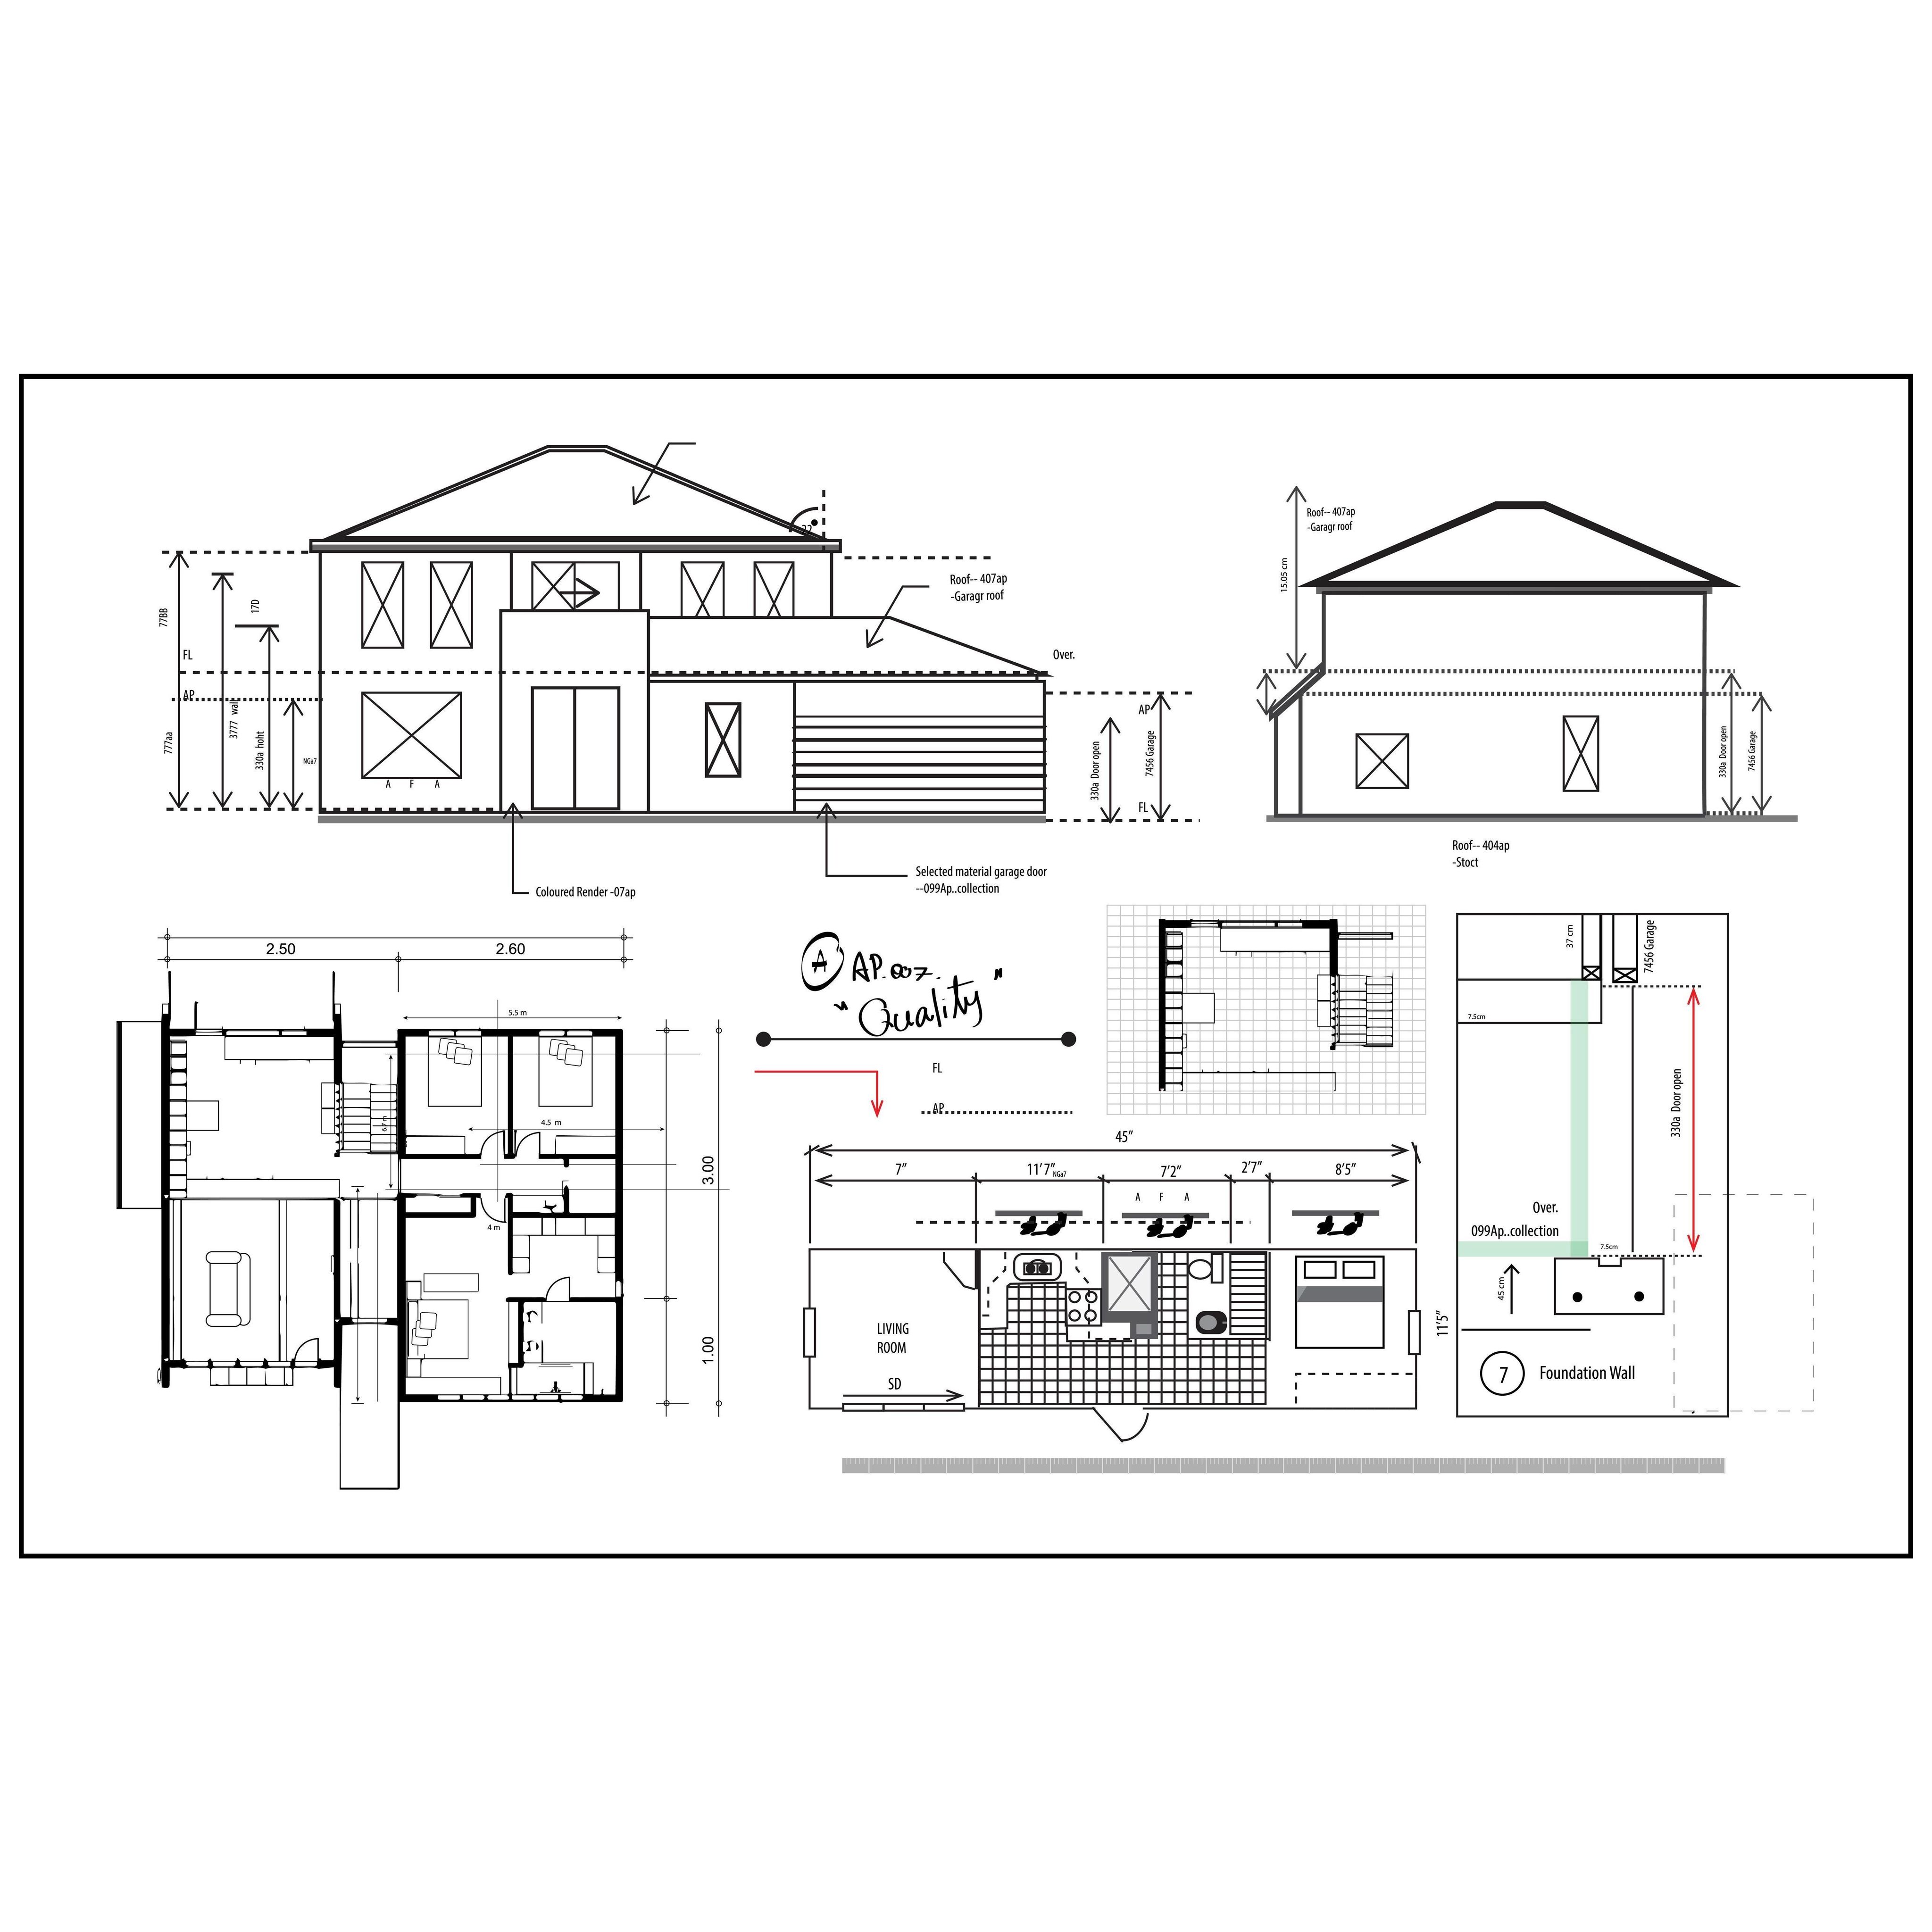 Roof-- 407ap
-Garagr roof
15.05 cm
Roof-- 407ap
-Garagr roof
77BB
17D
FL
AP
777aa
3777 wall
330a hoht
NGa7
A F A
Over.
AP
330a Door open
7456 Garage
FL
330a Door open
7456 Garage
Roof-- 404ap
-Stoct
Selected material garage door
--099Ap..collection
Coloured Render -07ap
2.50
2.60
5.5 m
6.7 m
4.5 m
4 m
3.00
1.00
AP.007.
"Quality"
FL
AP
45”
7”
11’7”
NGa7
7’2”
2’7”
8’5”
A F A
LIVING
ROOM
SD
11’5”
37 cm
7456 Garage
7.5cm
330a Door open
Over.
099Ap..collection
7.5cm
45 cm
7
Foundation Wall